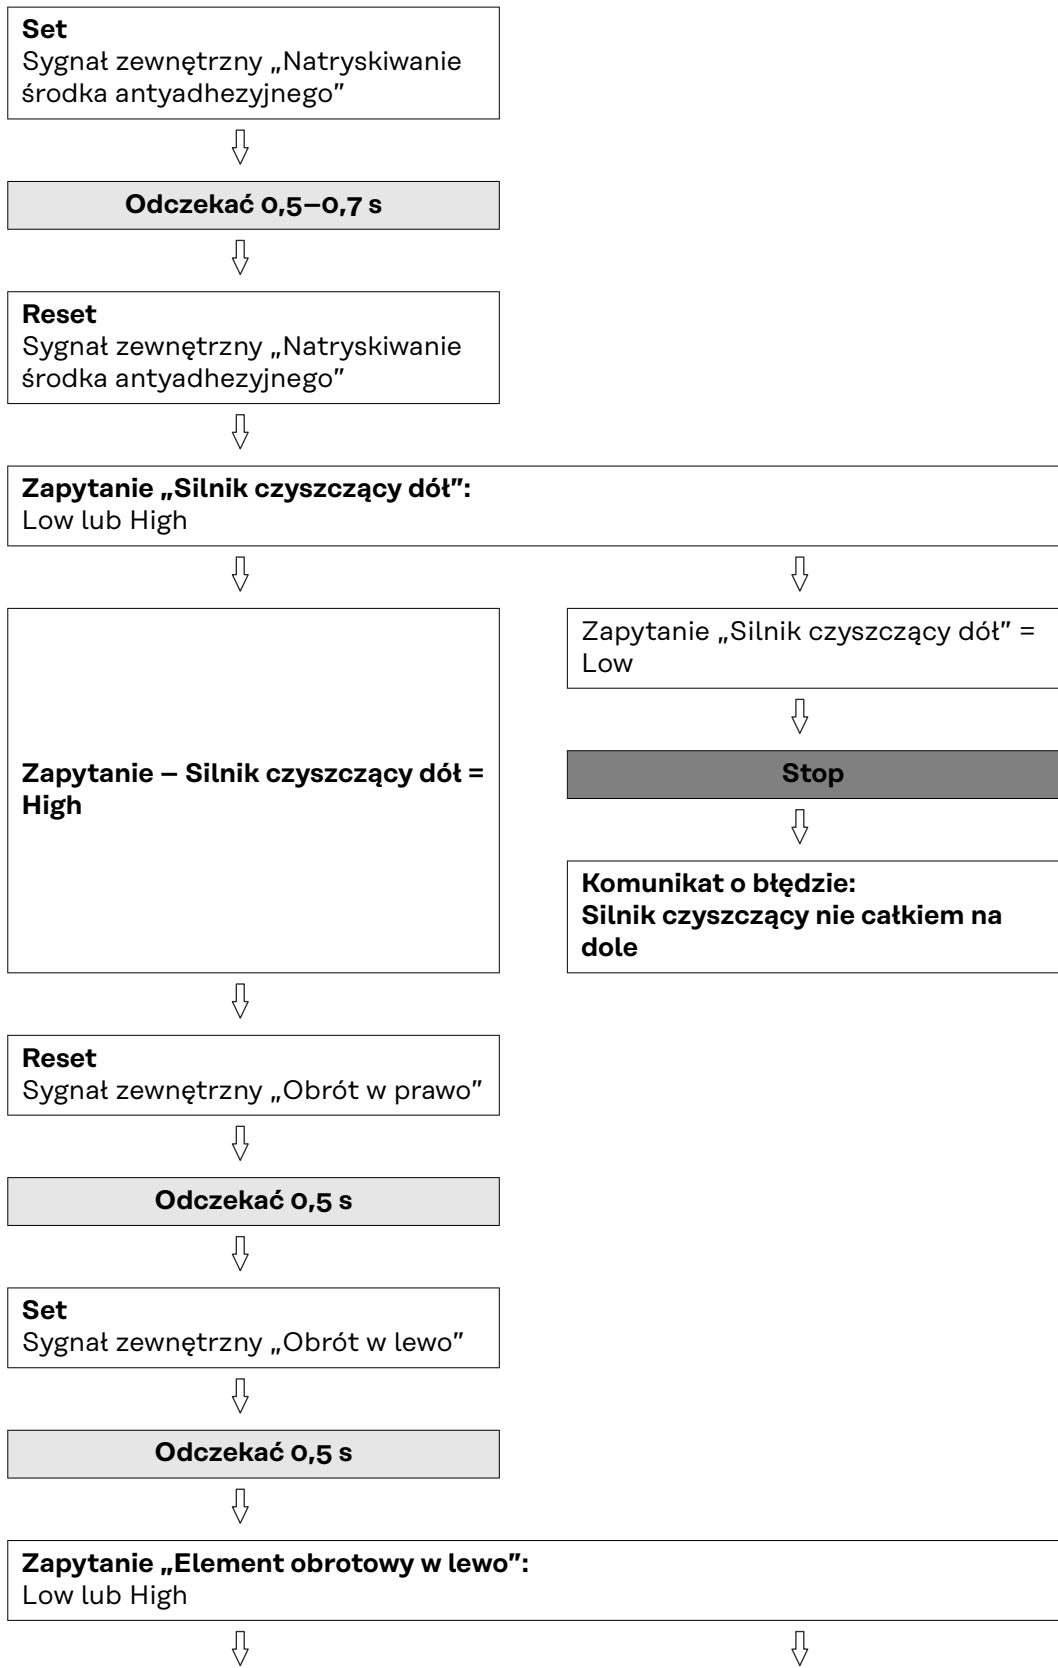 Set
Sygnał zewnętrzny „Natryskiwanie
środka antyadhezyjnego”
Odczekać 0,5–0,7 s
Reset
Sygnał zewnętrzny „Natryskiwanie
środka antyadhezyjnego”
Zapytanie „Silnik czyszczący dół”:
Low lub High
Zapytanie – Silnik czyszczący dół =
High
Zapytanie „Silnik czyszczący dół” =
Low
Stop
Komunikat o błędzie:
Silnik czyszczący nie całkiem na
dole
Reset
Sygnał zewnętrzny „Obrót w prawo”
Odczekać 0,5 s
Set
Sygnał zewnętrzny „Obrót w lewo”
Odczekać 0,5 s
Zapytanie „Element obrotowy w lewo”:
Low lub High